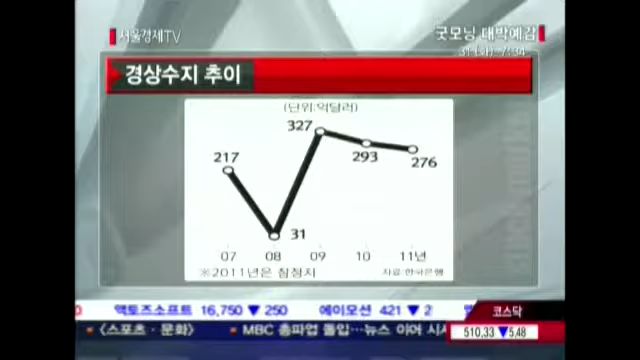 서울경제TV
굿모닝 대박예감
31(화) 7:34
경상수지 추이
(단위:억달러)
217
31
327
293
276
07 08 09 10 11년
※2011년은 잠정치
자료:한국은행
액토즈소프트 16,750 ▼ 250 에이모션 421 ▼ 2
코스닥
<스포츠 · 문화> MBC 총파업 돌입...뉴스 이어 시사
510.33 ▼ 5.48